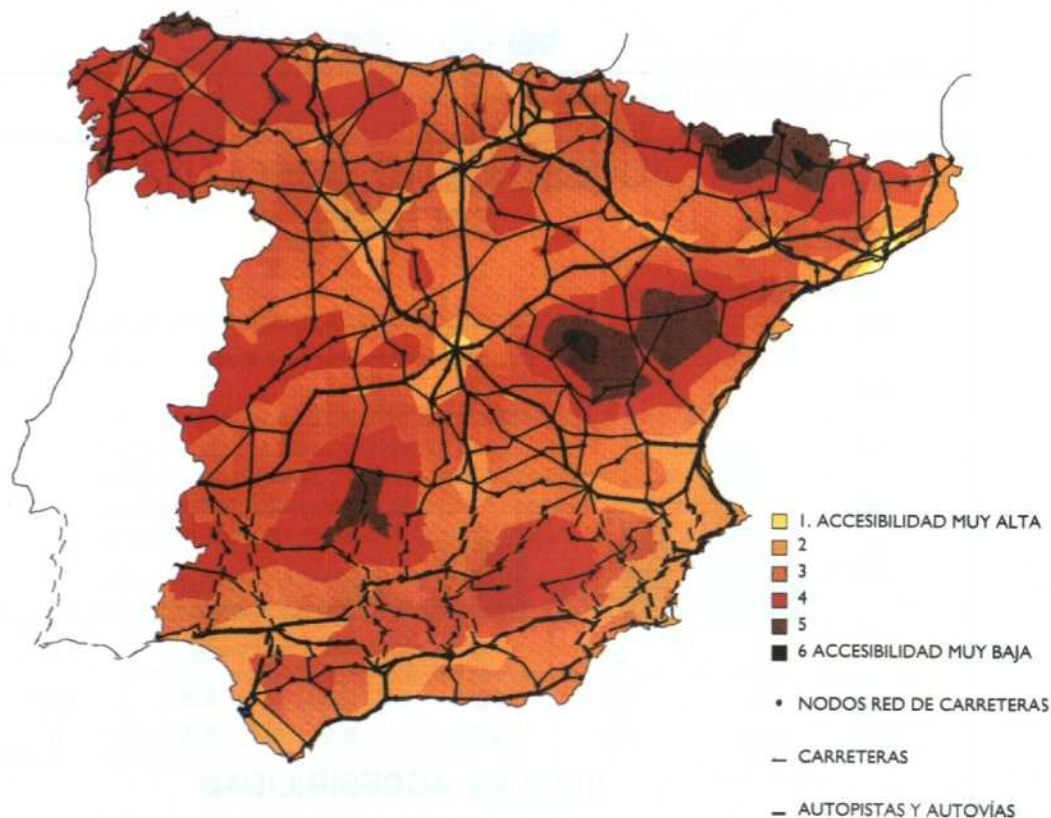 1. ACCESIBILIDAD MUY ALTA
2
3
4
5
6 ACCESIBILIDAD MUY BAJA
NODOS RED DE CARRETERAS
CARRETERAS
AUTOPISTAS Y AUTOVÍAS